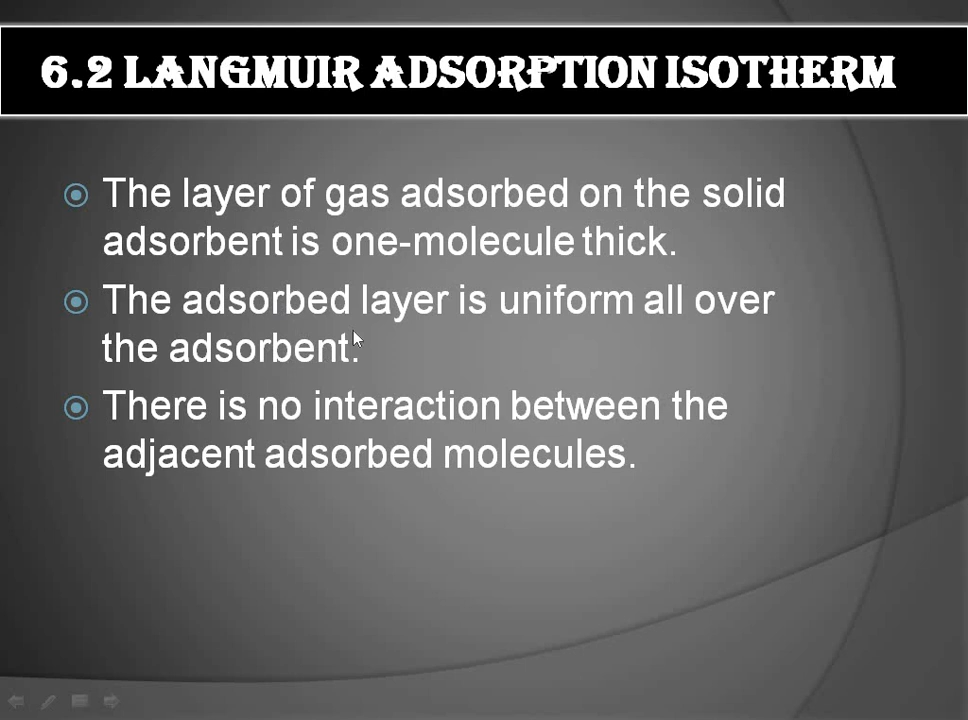 6.2 LANGMUIR ADSORPTION ISOTHERM
The layer of gas adsorbed on the solid
adsorbent is one-molecule thick.
The adsorbed layer is uniform all over
the adsorbent.
There is no interaction between the
adjacent adsorbed molecules.